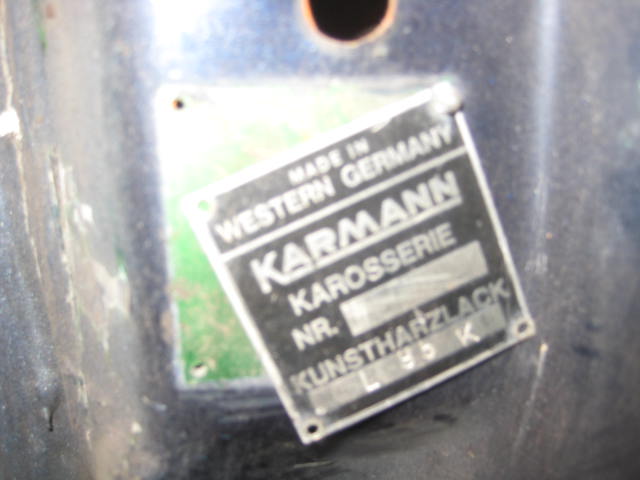 MADE IN
WESTERN GERMANY
KARMANN
KAROSSERIE
NR.
KUNSTHARZLACK
L 95 K